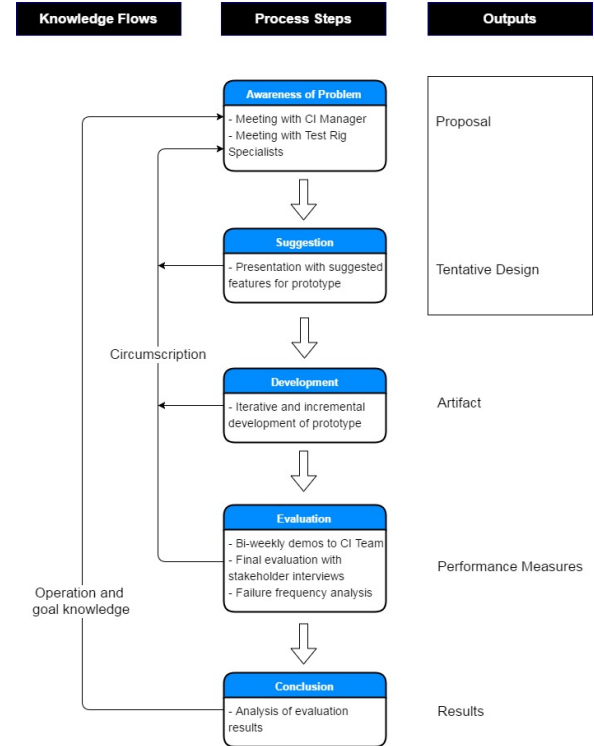 Knowledge Flows
Process Steps
Outputs
Awareness of Problem
- Meeting with CI Manager
- Meeting with Test Rig
Specialists
Proposal
Suggestion
- Presentation with suggested
features for prototype
Tentative Design
Circumscription
Development
- Iterative and incremental
development of prototype
Artifact
Evaluation
- Bi-weekly demos to CI Team
- Final evaluation with
stakeholder interviews
- Failure frequency analysis
Performance Measures
Operation and
goal knowledge
Conclusion
- Analysis of evaluation
results
Results